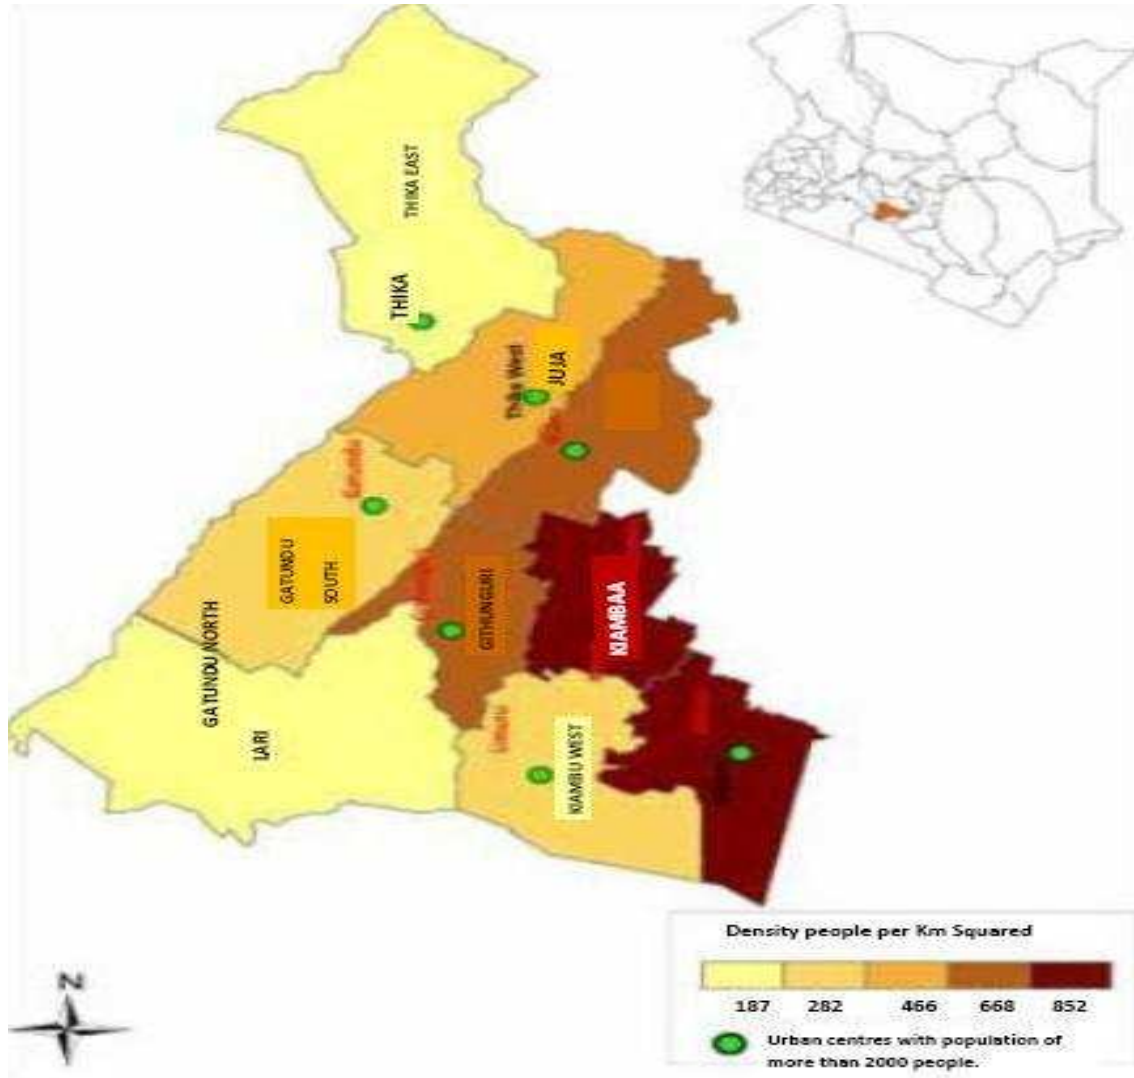 THIKA EAST
THIKA
Thika West
JUJA
GATUNDU
SOUTH
GATUNDU NORTH
GITHUNGURI
KIAMBAA
LARI
KIAMBU WEST
N
Density people per Km Squared
187 282 466 668 852
Urban centres with population of
more than 2000 people.